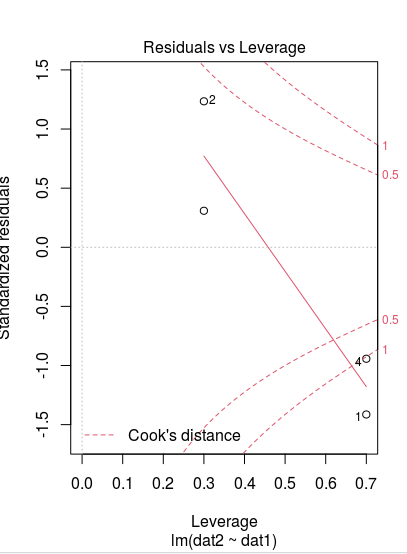 Residuals vs Leverage
Standardized residuals
1.5
1.0
0.5
0.0
-0.5
-1.0
-1.5
2
4
1
1
0.5
0.5
1
Cook's distance
0.0 0.1 0.2 0.3 0.4 0.5 0.6 0.7
Leverage
lm(dat2 ~ dat1)